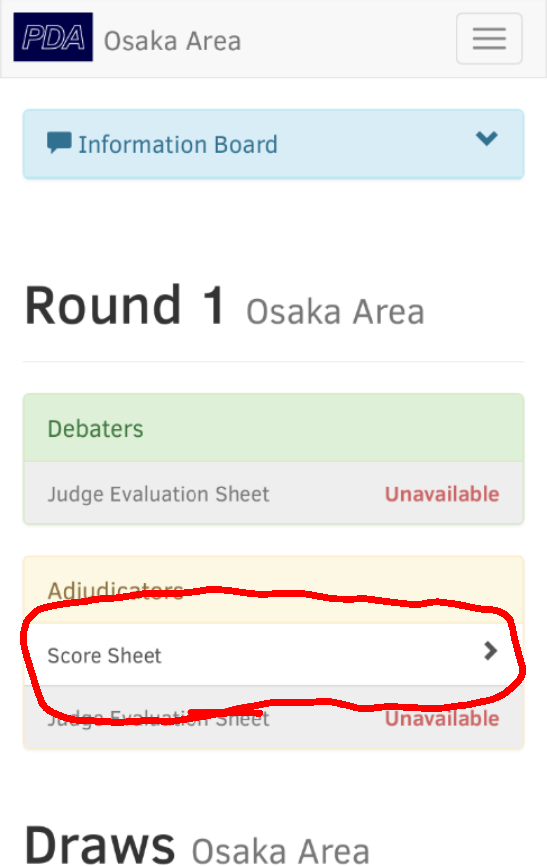 PDA Osaka Area
Information Board
Round 1 Osaka Area
Debaters
Judge Evaluation Sheet Unavailable
Adjudicators
Score Sheet
Judge Evaluation Sheet Unavailable
Draws Osaka Area